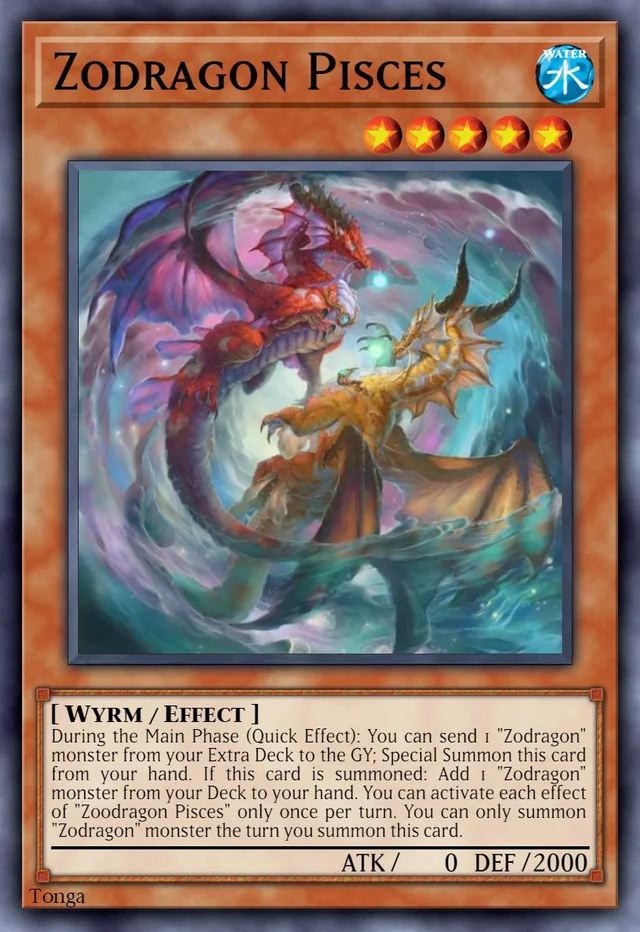 Zodragon Pisces
WATER
水
[ Wyrm / Effect ]
During the Main Phase (Quick Effect): You can send 1 "Zodragon"
monster from your Extra Deck to the GY; Special Summon this card
from your hand. If this card is summoned: Add 1 "Zodragon"
monster from your Deck to your hand. You can activate each effect
of "Zoodragon Pisces" only once per turn. You can only summon
"Zodragon" monster the turn you summon this card.
ATK / 0 DEF /2000
Tonga